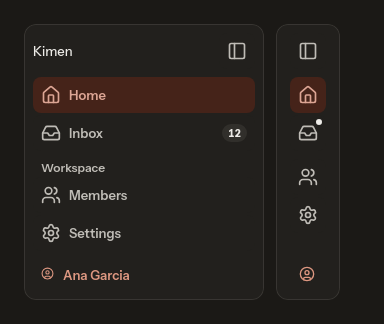 Kimen
Home
Inbox 12
Workspace
Members
Settings
Ana Garcia